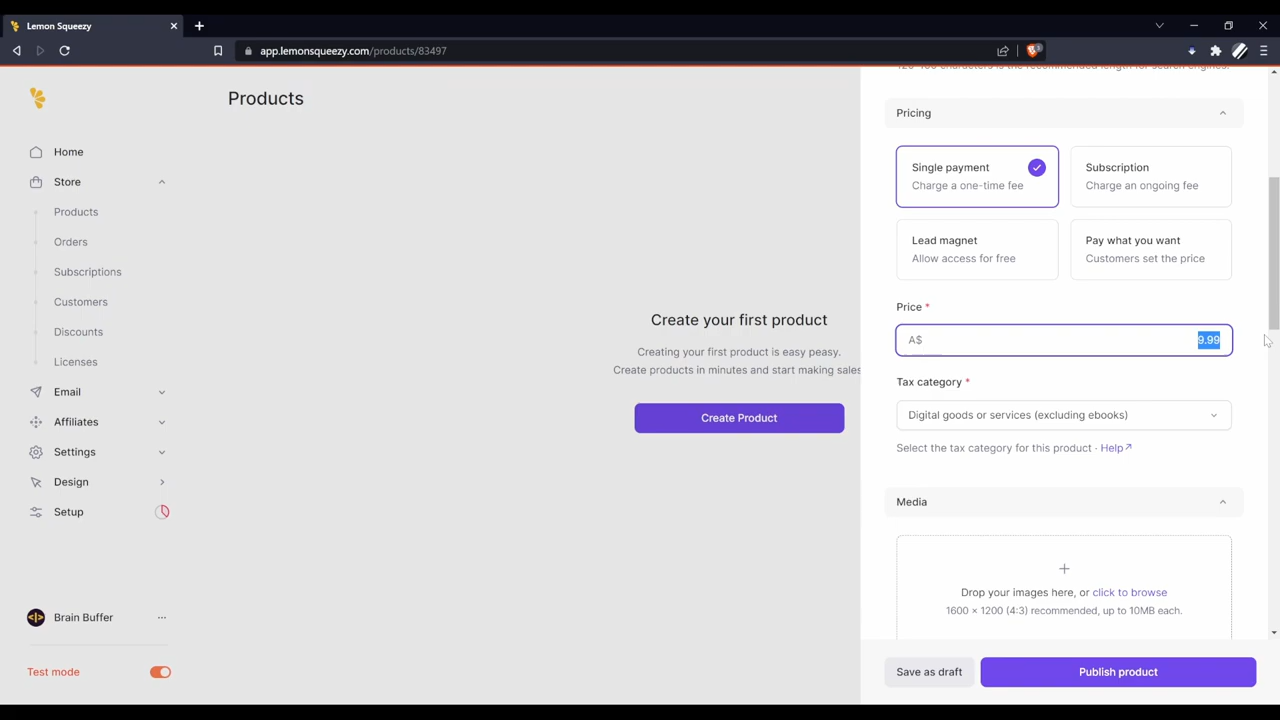 Lemon Squeezy
app.lemonsqueezy.com/products/83497
Products
Home
Store
Products
Orders
Subscriptions
Customers
Discounts
Licenses
Email
Affiliates
Settings
Design
Setup
Brain Buffer
Test mode
Create your first product
Creating your first product is easy peasy.
Create products in minutes and start making sales
Create Product
120-160 characters is the recommended length for search engines.
Pricing
Single payment
Charge a one-time fee
Subscription
Charge an ongoing fee
Lead magnet
Allow access for free
Pay what you want
Customers set the price
Price *
A$ 9.99
Tax category *
Digital goods or services (excluding ebooks)
Select the tax category for this product · Help↗
Media
Drop your images here, or click to browse
1600 × 1200 (4:3) recommended, up to 10MB each.
Save as draft
Publish product